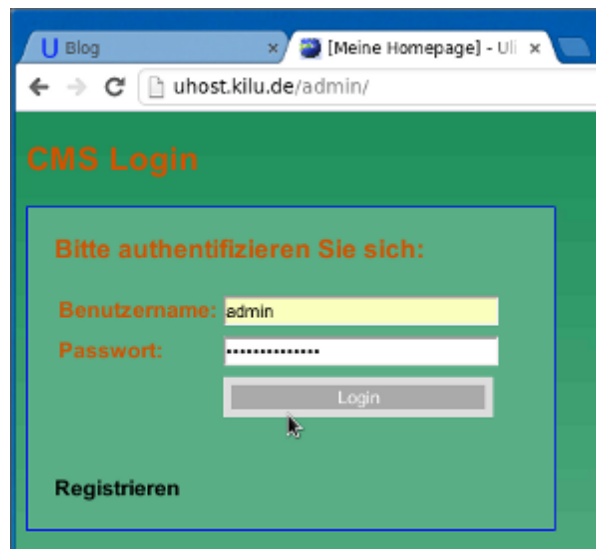 U Blog × [Meine Homepage] - Uli ×
uhost.kilu.de/admin/
CMS Login
Bitte authentifizieren Sie sich:
Benutzername: admin
Passwort: ••••••••••••••
Login
Registrieren